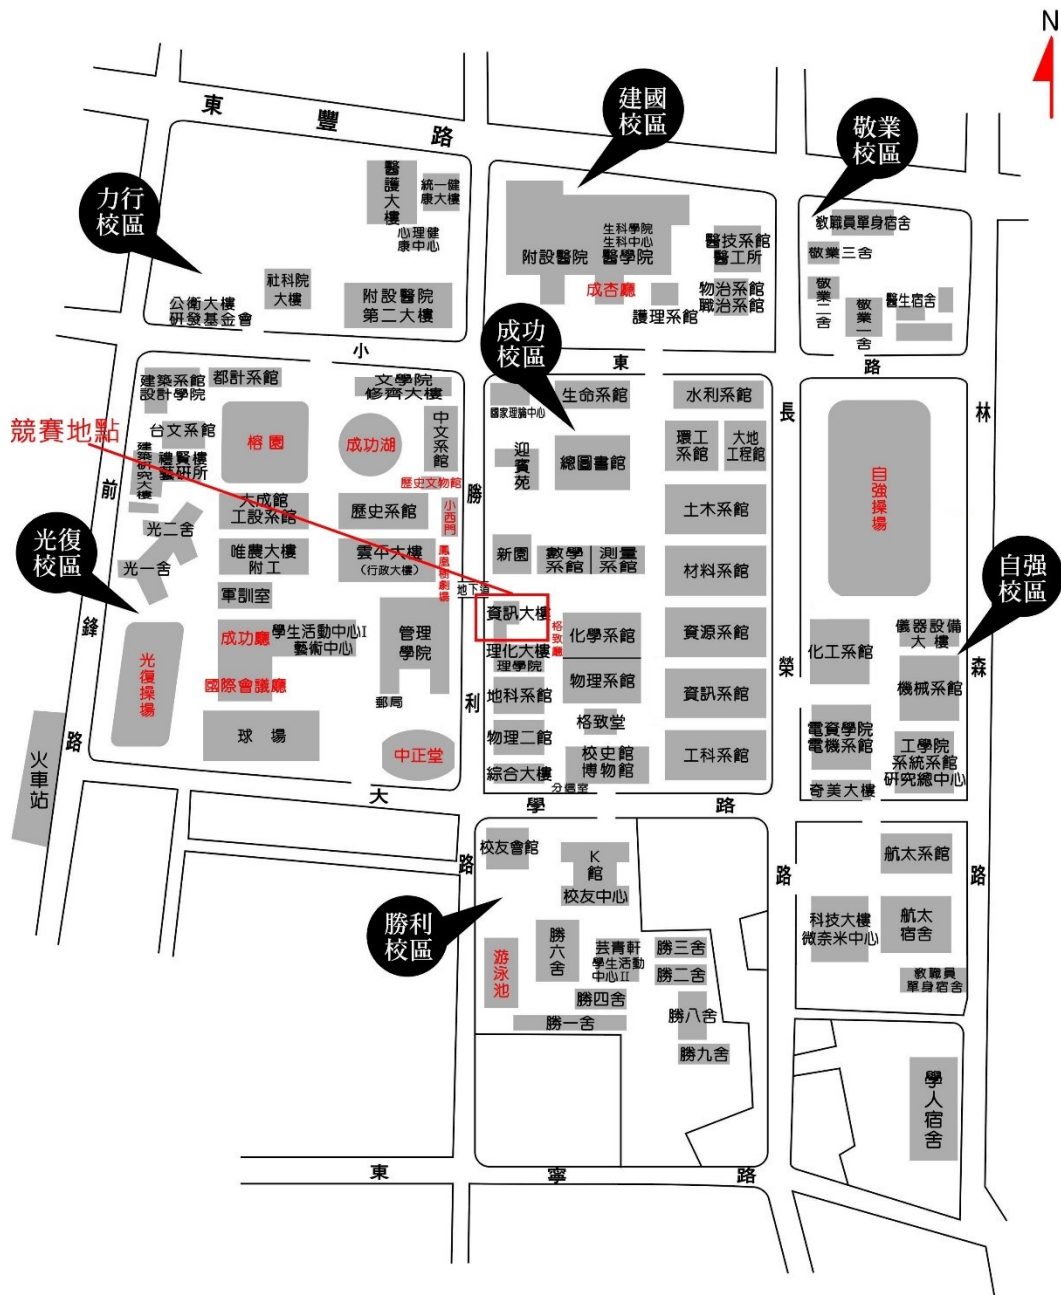 N
東豐路
建國
校區
敬業
校區
力行
校區
醫護大樓
統一健
康大樓
心理健
康中心
社科院
大樓
公衛大樓
研發基金會
附設醫院
第二大樓
附設醫院
生科學院
生科中心
醫學院
成杏廳
護理系館
醫技系館
醫工所
物治系館
職治系館
教職員單身宿舍
敬業三舍
敬業二舍
敬業一舍
醫生宿舍
小東路
成功
校區
建築系館
設計學院
都計系館
文學院
修齊大樓
台文系館
榕園
成功湖
中文系館
競賽地點
建築研究大樓
禮賢樓
藝研所
歷史文物館
小西門
大成館
工設系館
歷史系館
光二舍
光一舍
唯農大樓
附工
雲平大樓
(行政大樓)
鳳凰樹劇場
地下道
軍訓室
光復
校區
成功廳
學生活動中心I
藝術中心
國際會議廳
管理
學院
郵局
光復操場
球場
中正堂
火車站
前鋒路
勝利路
國家理論中心
生命系館
水利系館
迎賓苑
總圖書館
環工
系館
大地
工程館
土木系館
新園
數學
系館
測量
系館
材料系館
資訊大樓
格致廳
化學系館
資源系館
理化大樓
理學院
物理系館
地科系館
資訊系館
格致堂
物理二館
校史館
博物館
工科系館
綜合大樓
分信室
大學路
長榮路
林森路
自強操場
自强
校區
儀器設備
大樓
化工系館
機械系館
電資學院
電機系館
工學院
系統系館
研究總中心
奇美大樓
校友會館
K
館
校友中心
勝利
校區
游泳池
勝六舍
芸青軒
學生活動
中心II
勝三舍
勝二舍
勝四舍
勝一舍
勝八舍
勝九舍
航太系館
科技大樓
微奈米中心
航太
宿舍
教職員
單身宿舍
學人宿舍
東寧路